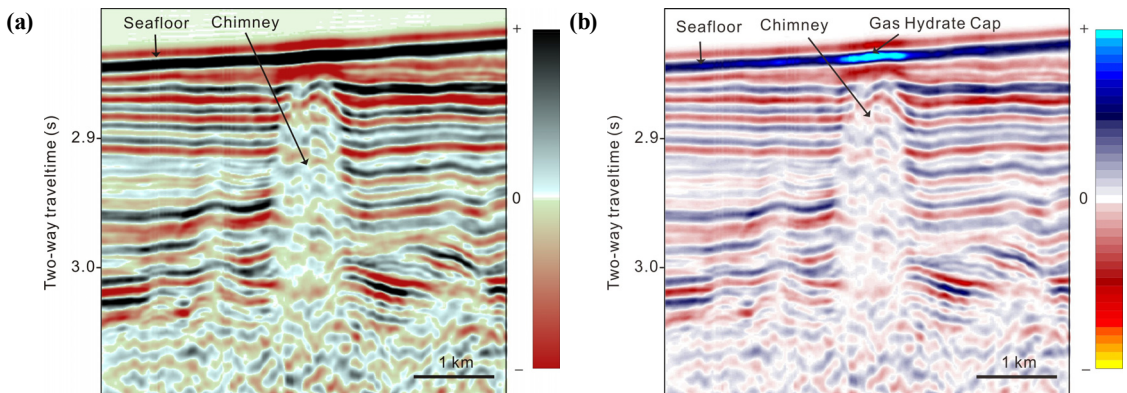 (a)
Seafloor
Chimney
+
Two-way traveltime (s)
2.9
0
3.0
1 km
−
(b)
Seafloor
Chimney
Gas Hydrate Cap
+
Two-way traveltime (s)
2.9
0
3.0
1 km
−